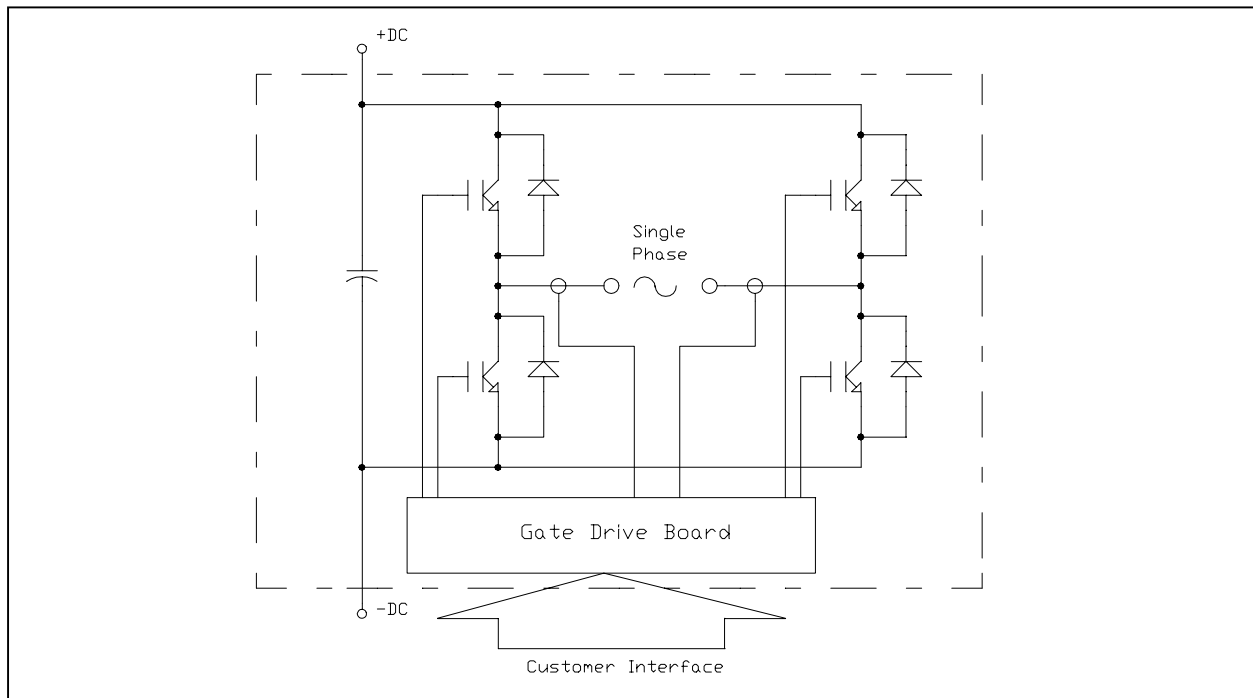 +DC
Single
Phase
Gate Drive Board
-DC
Customer Interface